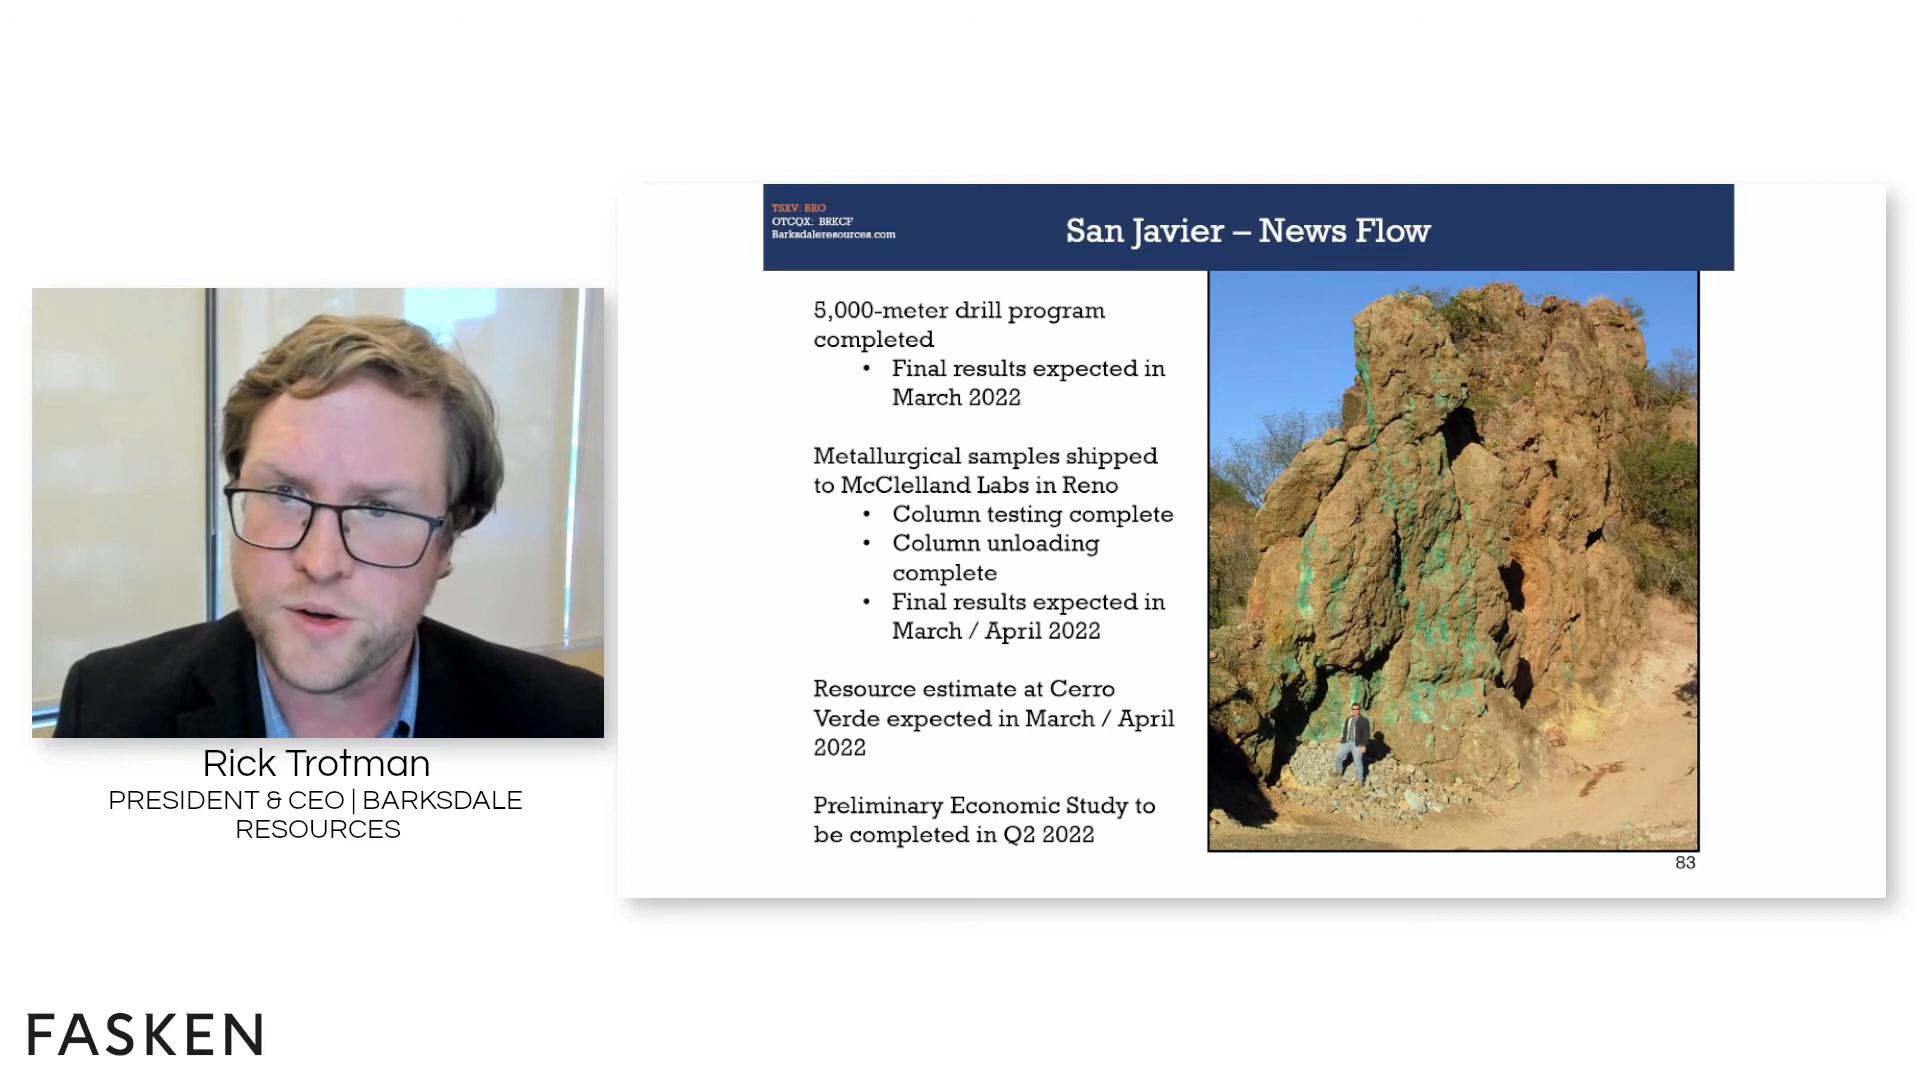 TSXV: BRO
OTCQX: BRKCF
Barksdaleresources.com
San Javier – News Flow
5,000-meter drill program
completed
• Final results expected in
March 2022
Metallurgical samples shipped
to McClelland Labs in Reno
• Column testing complete
• Column unloading
complete
• Final results expected in
March / April 2022
Resource estimate at Cerro
Verde expected in March / April
2022
Preliminary Economic Study to
be completed in Q2 2022
83
Rick Trotman
PRESIDENT & CEO | BARKSDALE
RESOURCES
FASKEN